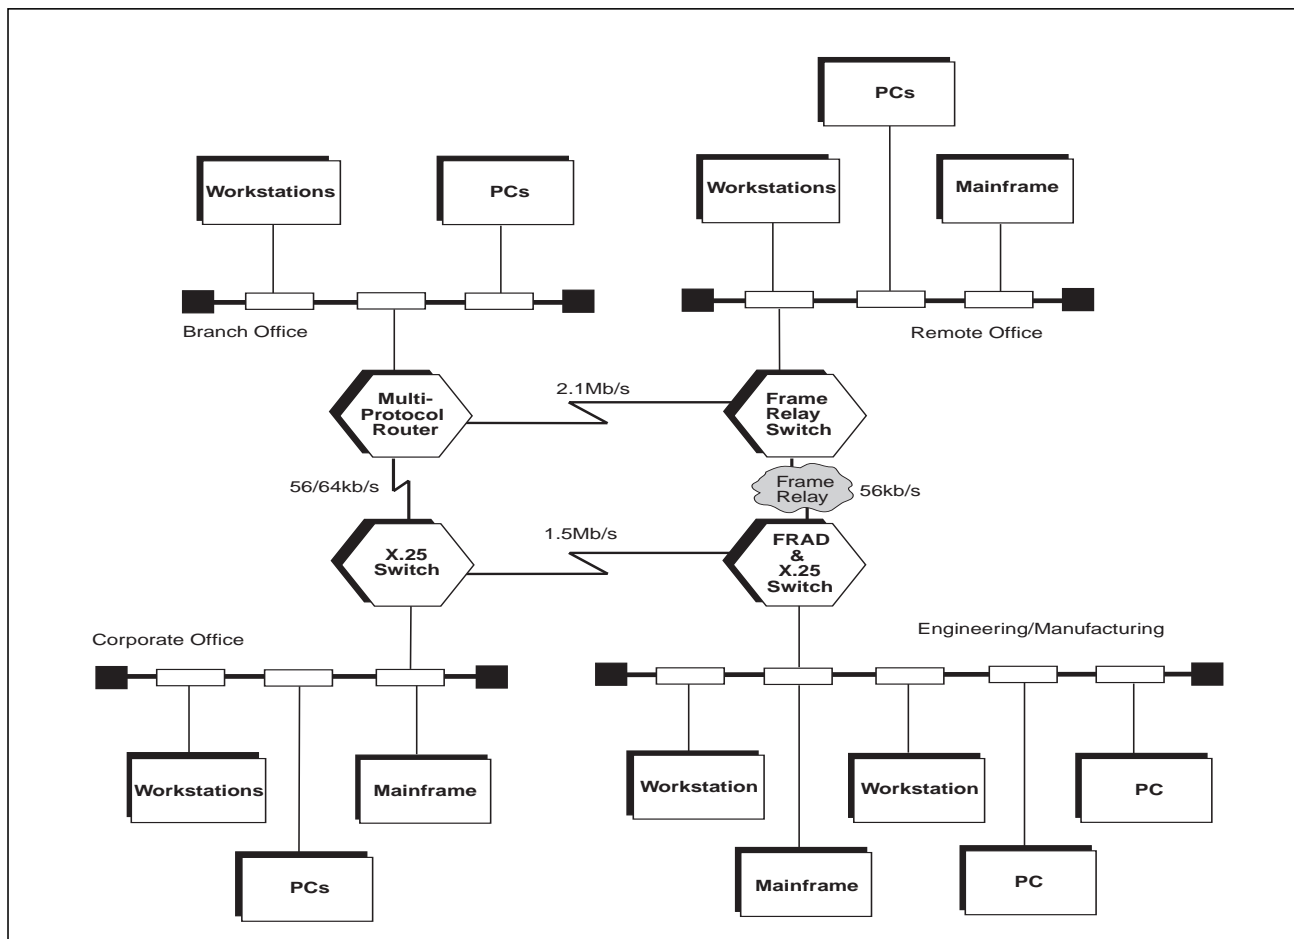 PCs
Workstations
PCs
Workstations
Mainframe
Branch Office
Remote Office
Multi-
Protocol
Router
2.1Mb/s
Frame
Relay
Switch
56/64kb/s
Frame
Relay
56kb/s
X.25
Switch
1.5Mb/s
FRAD
&
X.25
Switch
Corporate Office
Engineering/Manufacturing
Workstations
Mainframe
Workstation
Workstation
PC
PCs
Mainframe
PC